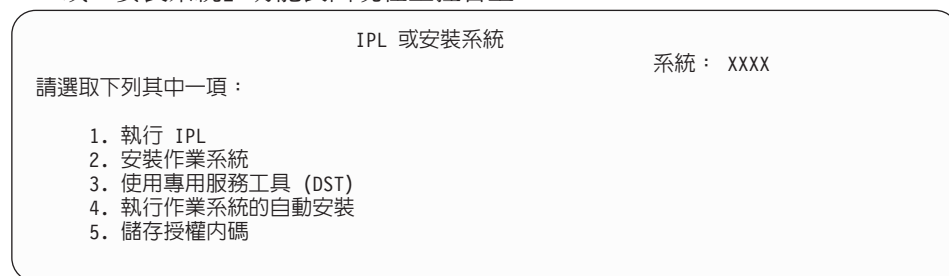 IPL 或安裝系統
系統： XXXX
請選取下列其中一項：
1. 執行 IPL
2. 安裝作業系統
3. 使用專用服務工具 (DST)
4. 執行作業系統的自動安裝
5. 儲存授權內碼